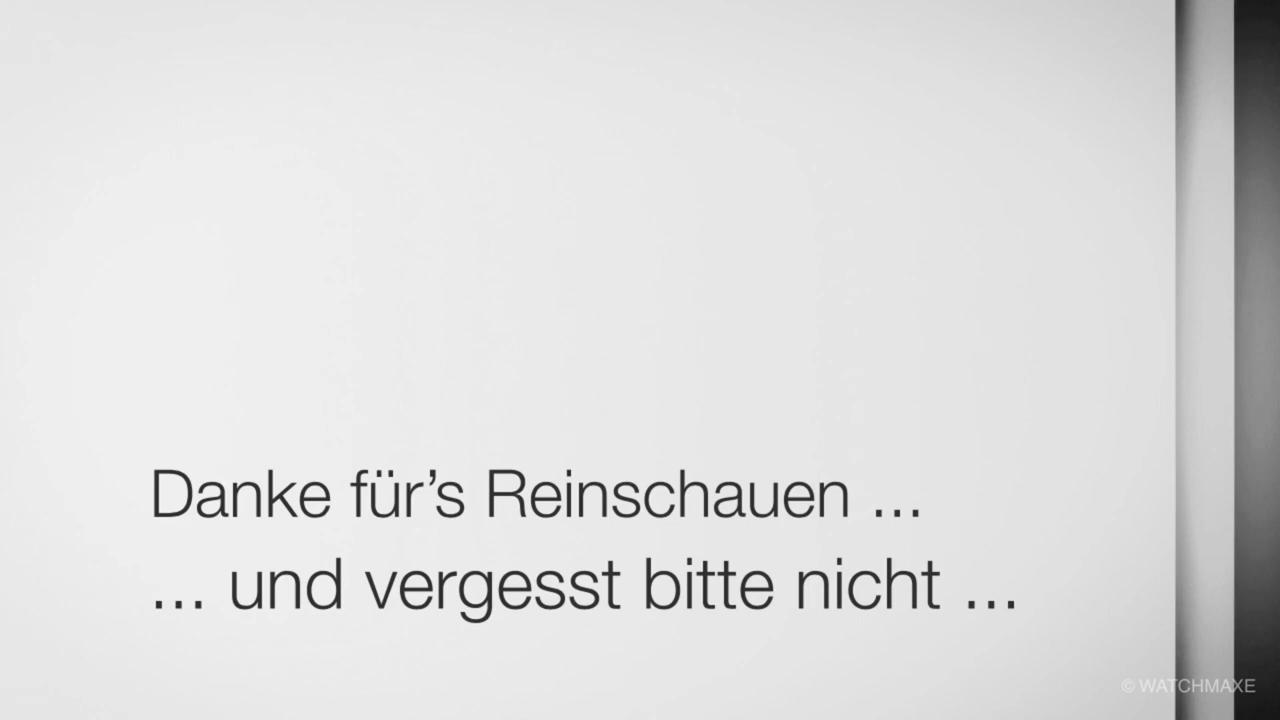 Danke für’s Reinschauen ...
... und vergesst bitte nicht ...
© WATCHMAXE